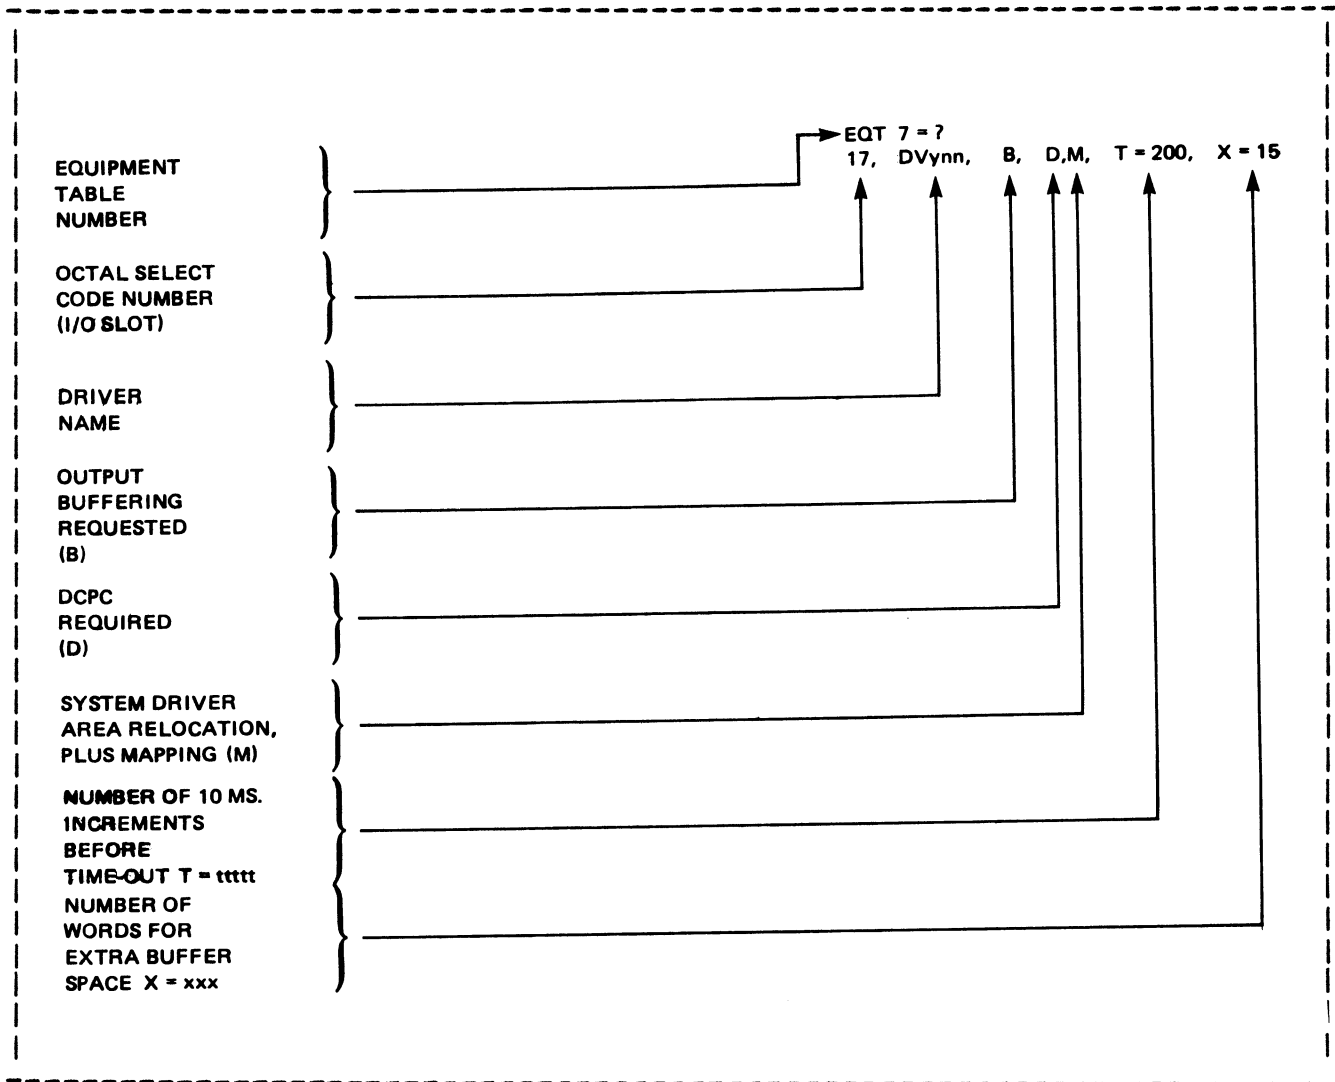 EQT 7 = ?
17, DVynn, B, D,M, T = 200, X = 15
EQUIPMENT
TABLE
NUMBER
OCTAL SELECT
CODE NUMBER
(I/O SLOT)
DRIVER
NAME
OUTPUT
BUFFERING
REQUESTED
(B)
DCPC
REQUIRED
(D)
SYSTEM DRIVER
AREA RELOCATION,
PLUS MAPPING (M)
NUMBER OF 10 MS.
INCREMENTS
BEFORE
TIME-OUT T = ttttt
NUMBER OF
WORDS FOR
EXTRA BUFFER
SPACE X = xxx